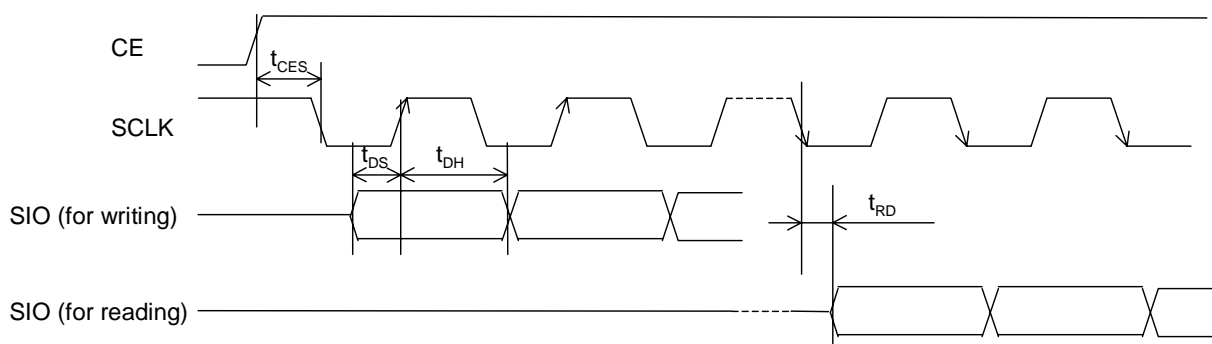 CE
tCES
SCLK
tDS
tDH
SIO (for writing)
tRD
SIO (for reading)